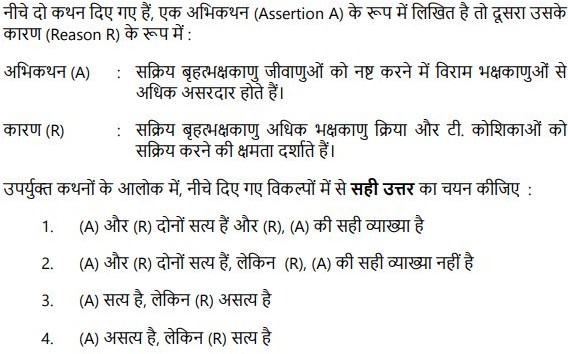 नीचे दो कथन दिए गए हैं, एक अभिकथन (Assertion A) के रूप में लिखित है तो दूसरा उसके
कारण (Reason R) के रूप में :
अभिकथन (A) : सक्रिय बृहत्भक्षकाणु जीवाणुओं को नष्ट करने में विराम भक्षकाणुओं से
अधिक असरदार होते हैं।
कारण (R) : सक्रिय बृहत्भक्षकाणु अधिक भक्षकाणु क्रिया और टी. कोशिकाओं को
सक्रिय करने की क्षमता दर्शाते हैं।
उपर्युक्त कथनों के आलोक में, नीचे दिए गए विकल्पों में से सही उत्तर का चयन कीजिए :
1. (A) और (R) दोनों सत्य हैं और (R), (A) की सही व्याख्या है
2. (A) और (R) दोनों सत्य हैं, लेकिन (R), (A) की सही व्याख्या नहीं है
3. (A) सत्य है, लेकिन (R) असत्य है
4. (A) असत्य है, लेकिन (R) सत्य है